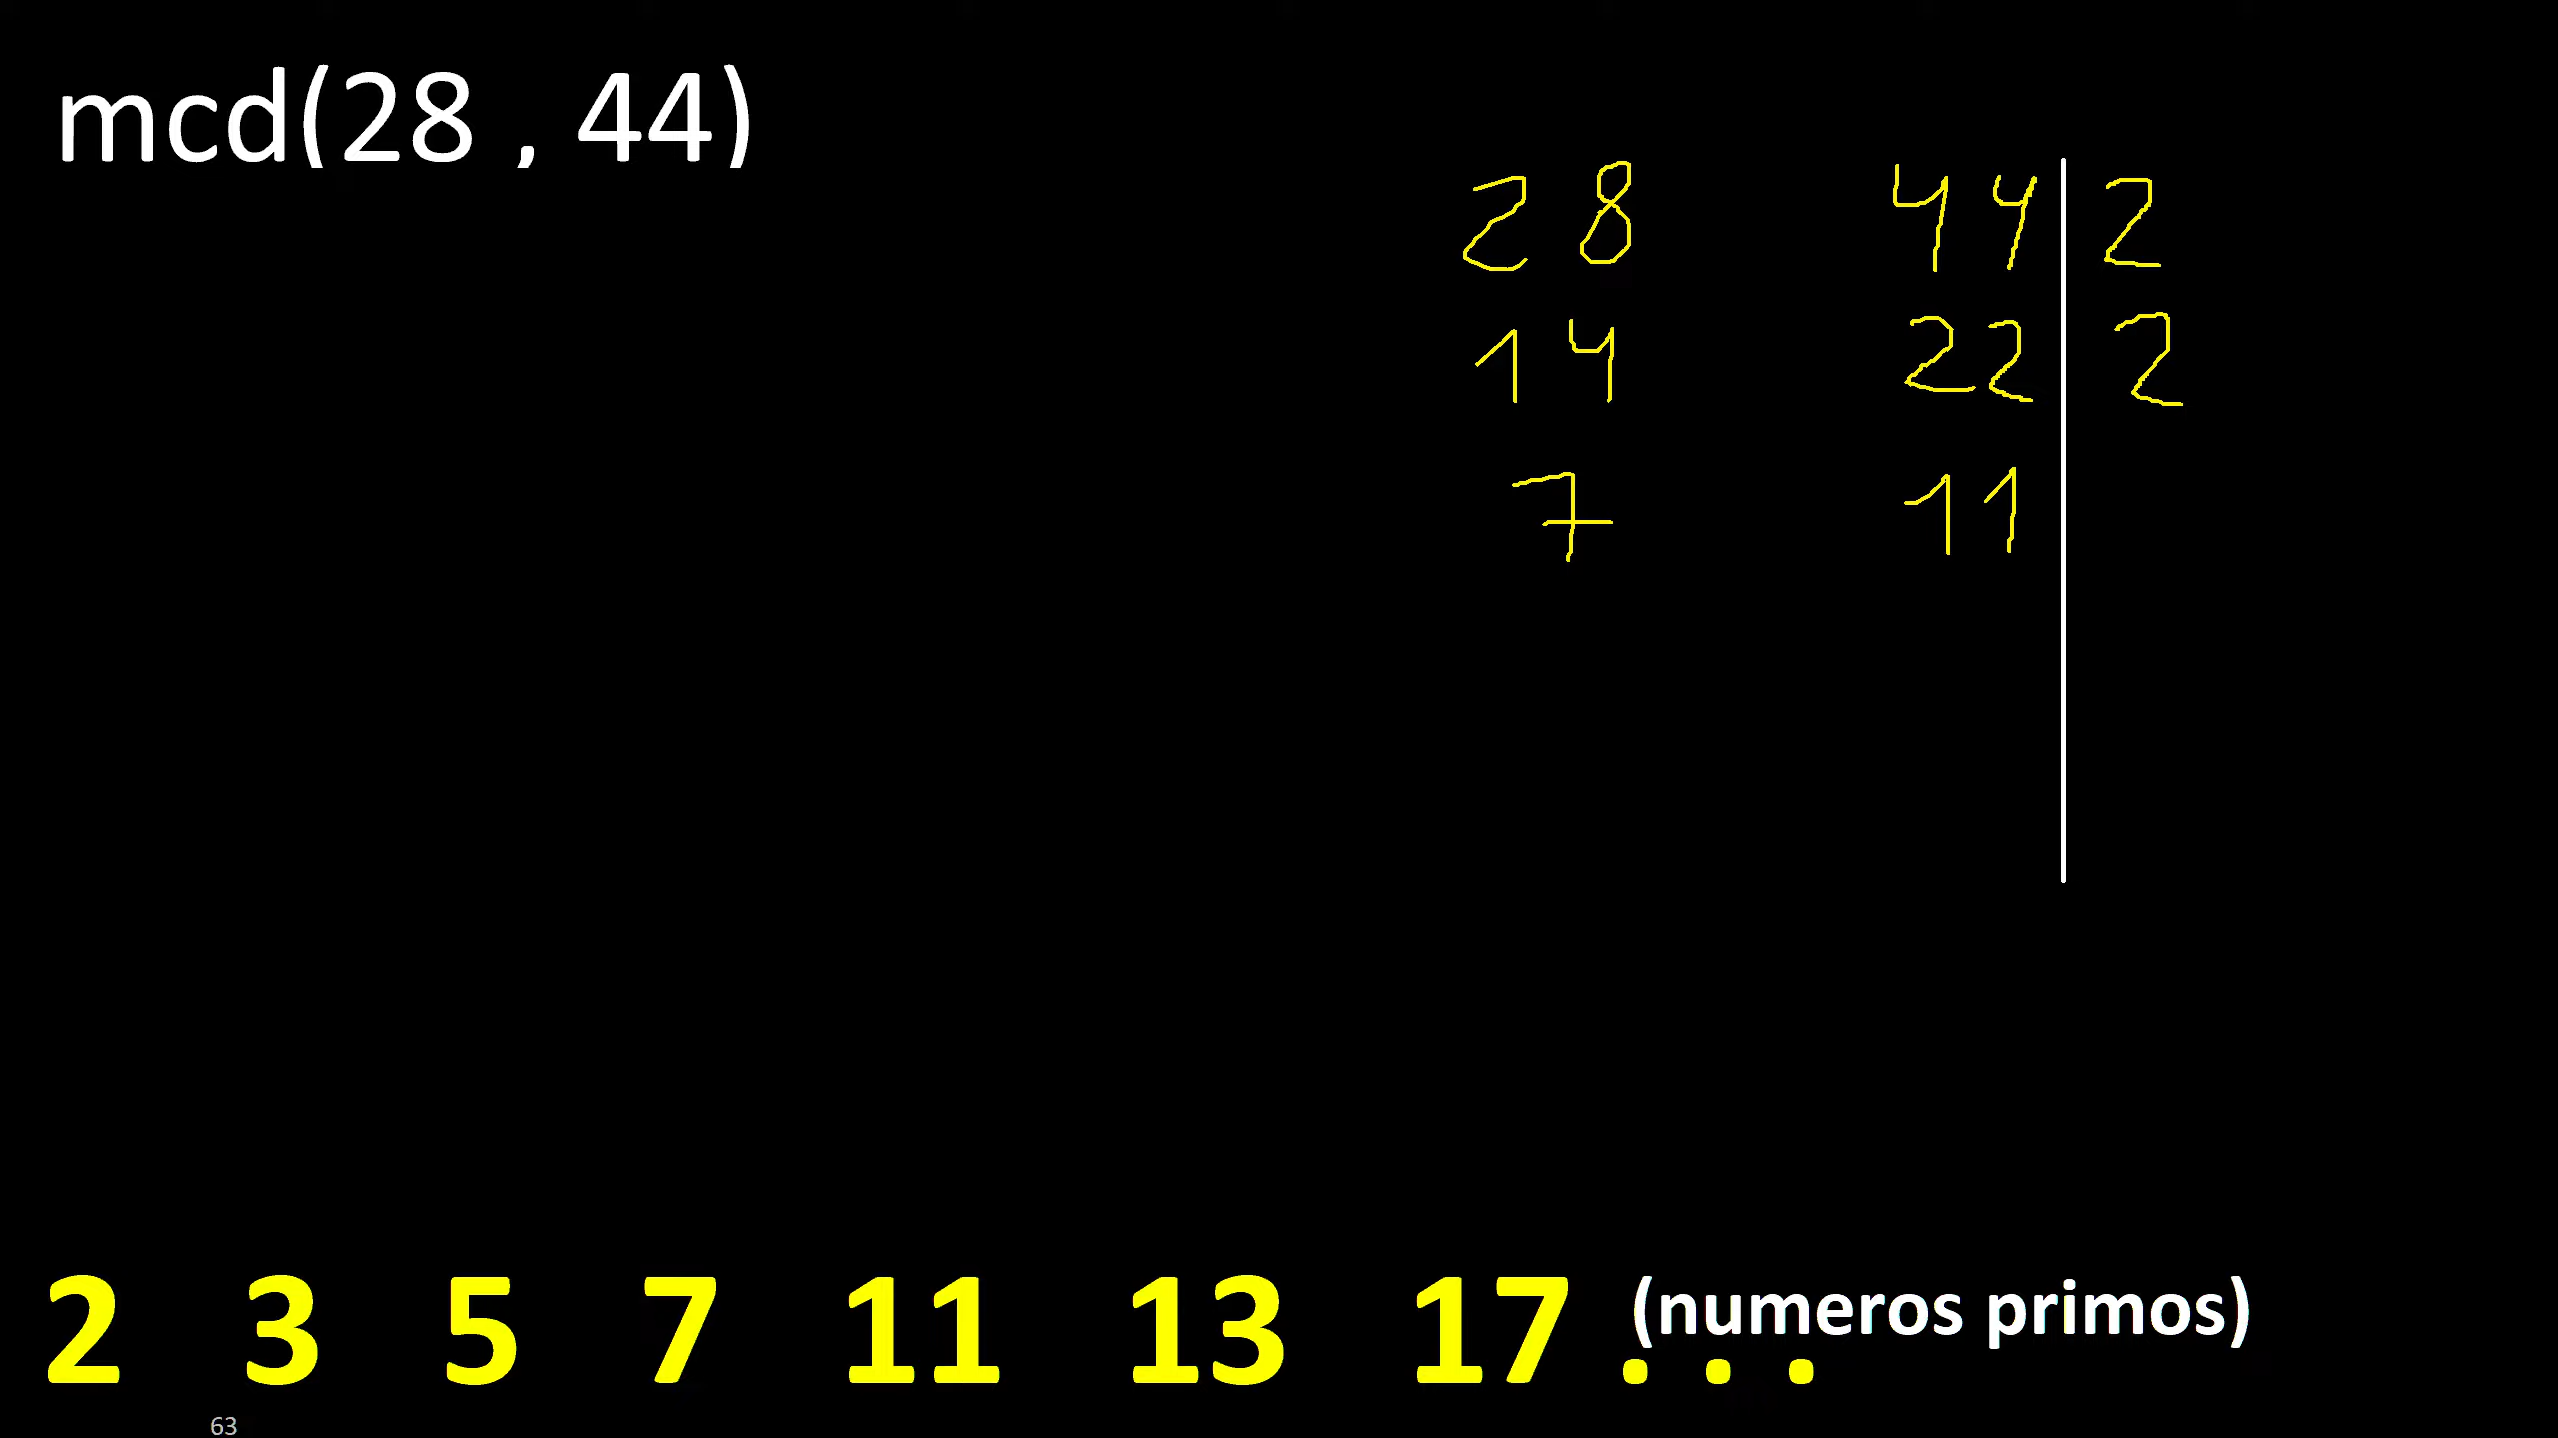 mcd(28 , 44)
28 44 2
14 22 2
7 11
2 3 5 7 11 13 17 . . . (numeros primos)
63